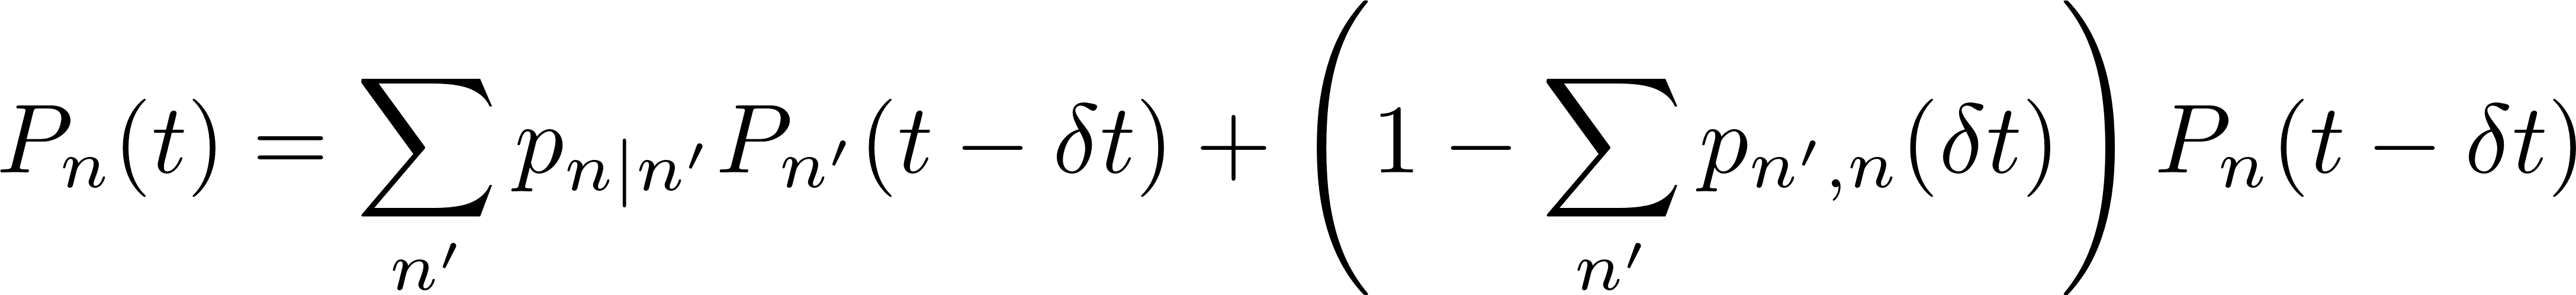 P_n(t) = \sum_{n'} p_{n|n'} P_{n'}(t - \delta t) + \left( 1 - \sum_{n'} p_{n',n}(\delta t) \right) P_n(t - \delta t)